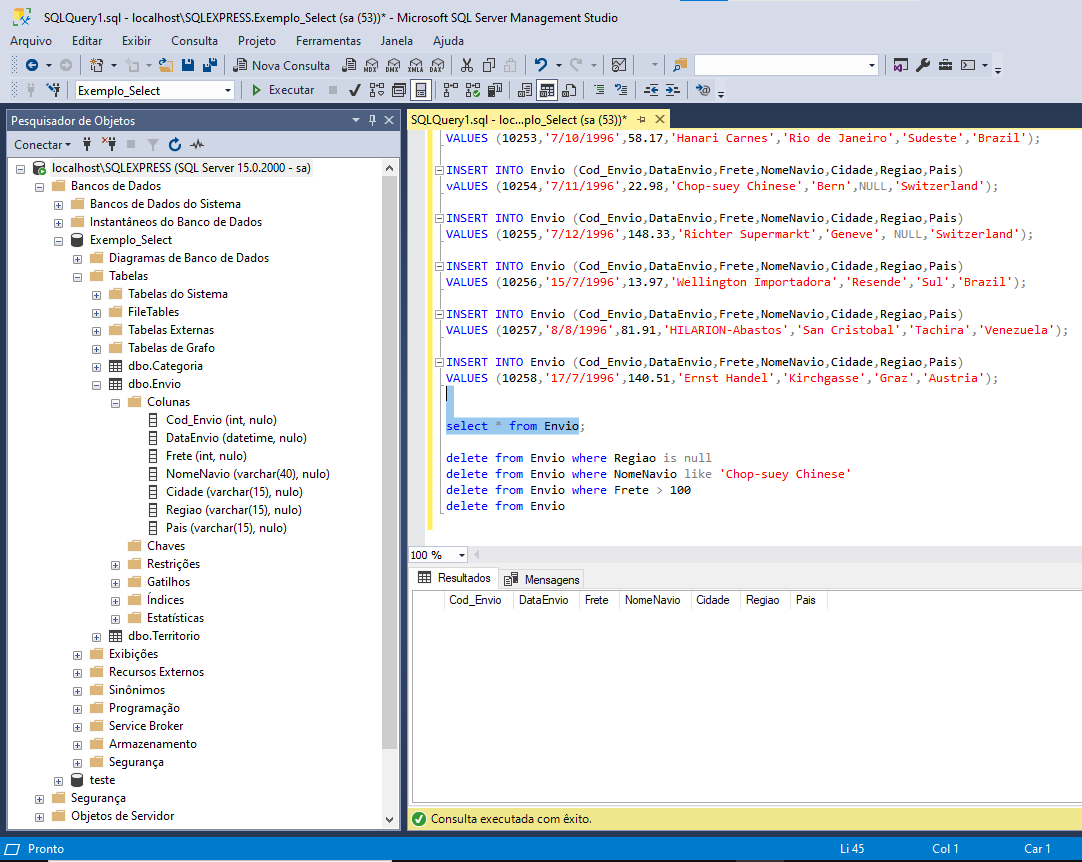 SQLQuery1.sql - localhost\SQLEXPRESS.Exemplo_Select (sa (53))* - Microsoft SQL Server Management Studio
Arquivo Editar Exibir Consulta Projeto Ferramentas Janela Ajuda
Nova Consulta MDX DMX XMLA DAX
Exemplo_Select Executar
Pesquisador de Objetos
Conectar
localhost\SQLEXPRESS (SQL Server 15.0.2000 - sa)
Bancos de Dados
Bancos de Dados do Sistema
Instantâneos do Banco de Dados
Exemplo_Select
Diagramas de Banco de Dados
Tabelas
Tabelas do Sistema
FileTables
Tabelas Externas
Tabelas de Grafo
dbo.Categoria
dbo.Envio
Colunas
Cod_Envio (int, nulo)
DataEnvio (datetime, nulo)
Frete (int, nulo)
NomeNavio (varchar(40), nulo)
Cidade (varchar(15), nulo)
Regiao (varchar(15), nulo)
Pais (varchar(15), nulo)
Chaves
Restrições
Gatilhos
Índices
Estatísticas
dbo.Territorio
Exibições
Recursos Externos
Sinônimos
Programação
Service Broker
Armazenamento
Segurança
teste
Segurança
Objetos de Servidor
SQLQuery1.sql - loc...plo_Select (sa (53))*
VALUES (10253,'7/10/1996',58.17,'Hanari Carnes','Rio de Janeiro','Sudeste','Brazil');
INSERT INTO Envio (Cod_Envio,DataEnvio,Frete,NomeNavio,Cidade,Regiao,Pais)
vALUES (10254,'7/11/1996',22.98,'Chop-suey Chinese','Bern',NULL,'Switzerland');
INSERT INTO Envio (Cod_Envio,DataEnvio,Frete,NomeNavio,Cidade,Regiao,Pais)
VALUES (10255,'7/12/1996',148.33,'Richter Supermarkt','Geneve', NULL,'Switzerland');
INSERT INTO Envio (Cod_Envio,DataEnvio,Frete,NomeNavio,Cidade,Regiao,Pais)
VALUES (10256,'15/7/1996',13.97,'Wellington Importadora','Resende','Sul','Brazil');
INSERT INTO Envio (Cod_Envio,DataEnvio,Frete,NomeNavio,Cidade,Regiao,Pais)
VALUES (10257,'8/8/1996',81.91,'HILARION-Abastos','San Cristobal','Tachira','Venezuela');
INSERT INTO Envio (Cod_Envio,DataEnvio,Frete,NomeNavio,Cidade,Regiao,Pais)
VALUES (10258,'17/7/1996',140.51,'Ernst Handel','Kirchgasse','Graz','Austria');
select * from Envio;
delete from Envio where Regiao is null
delete from Envio where NomeNavio like 'Chop-suey Chinese'
delete from Envio where Frete > 100
delete from Envio
100 %
Resultados Mensagens
Cod_Envio DataEnvio Frete NomeNavio Cidade Regiao Pais
Consulta executada com êxito.
Pronto Li 45 Col 1 Car 1